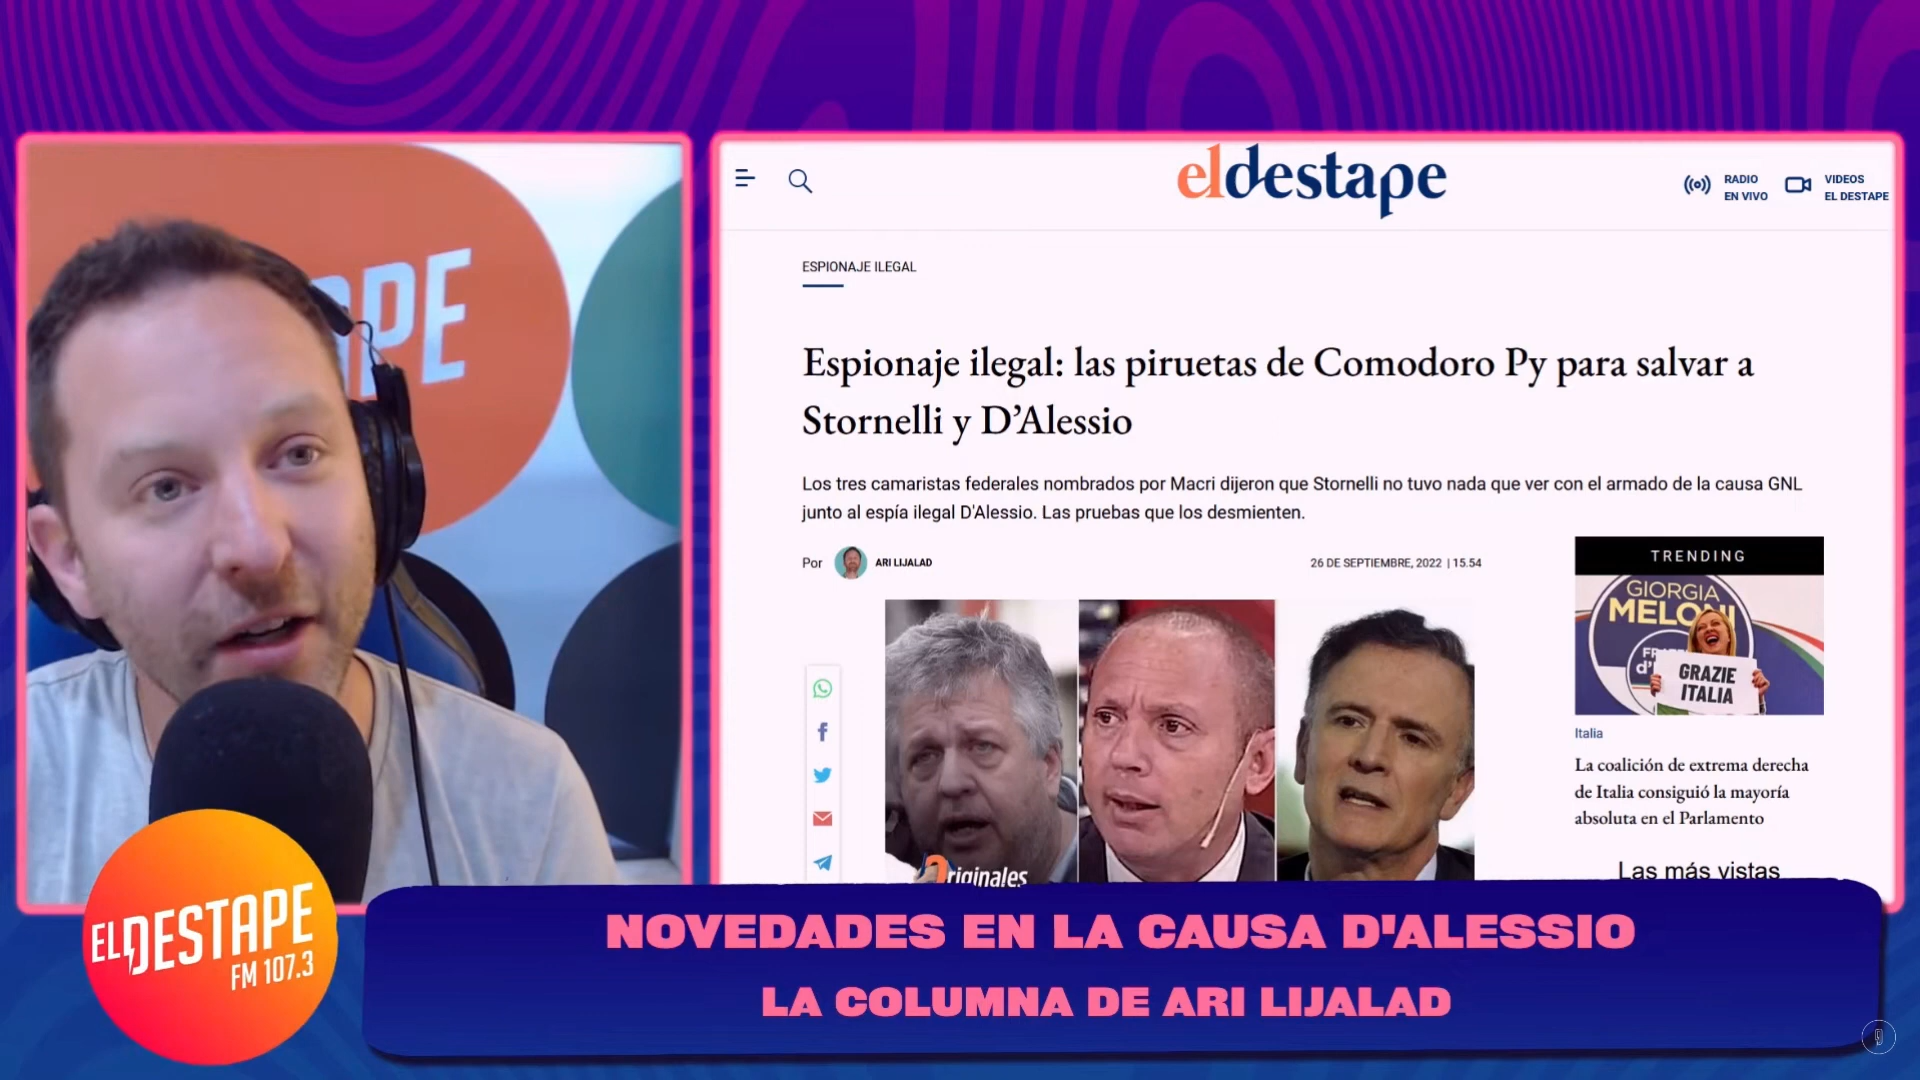 PE
eldestape
RADIO
EN VIVO
VIDEOS
EL DESTAPE
ESPIONAJE ILEGAL
Espionaje ilegal: las piruetas de Comodoro Py para salvar a
Stornelli y D’Alessio
Los tres camaristas federales nombrados por Macri dijeron que Stornelli no tuvo nada que ver con el armado de la causa GNL
junto al espía ilegal D'Alessio. Las pruebas que los desmienten.
Por ARI LIJALAD
26 DE SEPTIEMBRE, 2022 | 15.54
TRENDING
GIORGIA
MELONI
GRAZIE
ITALIA
Italia
La coalición de extrema derecha
de Italia consiguió la mayoría
absoluta en el Parlamento
Las más vistas
Originales
EL DESTAPE
FM 107.3
NOVEDADES EN LA CAUSA D'ALESSIO
LA COLUMNA DE ARI LIJALAD